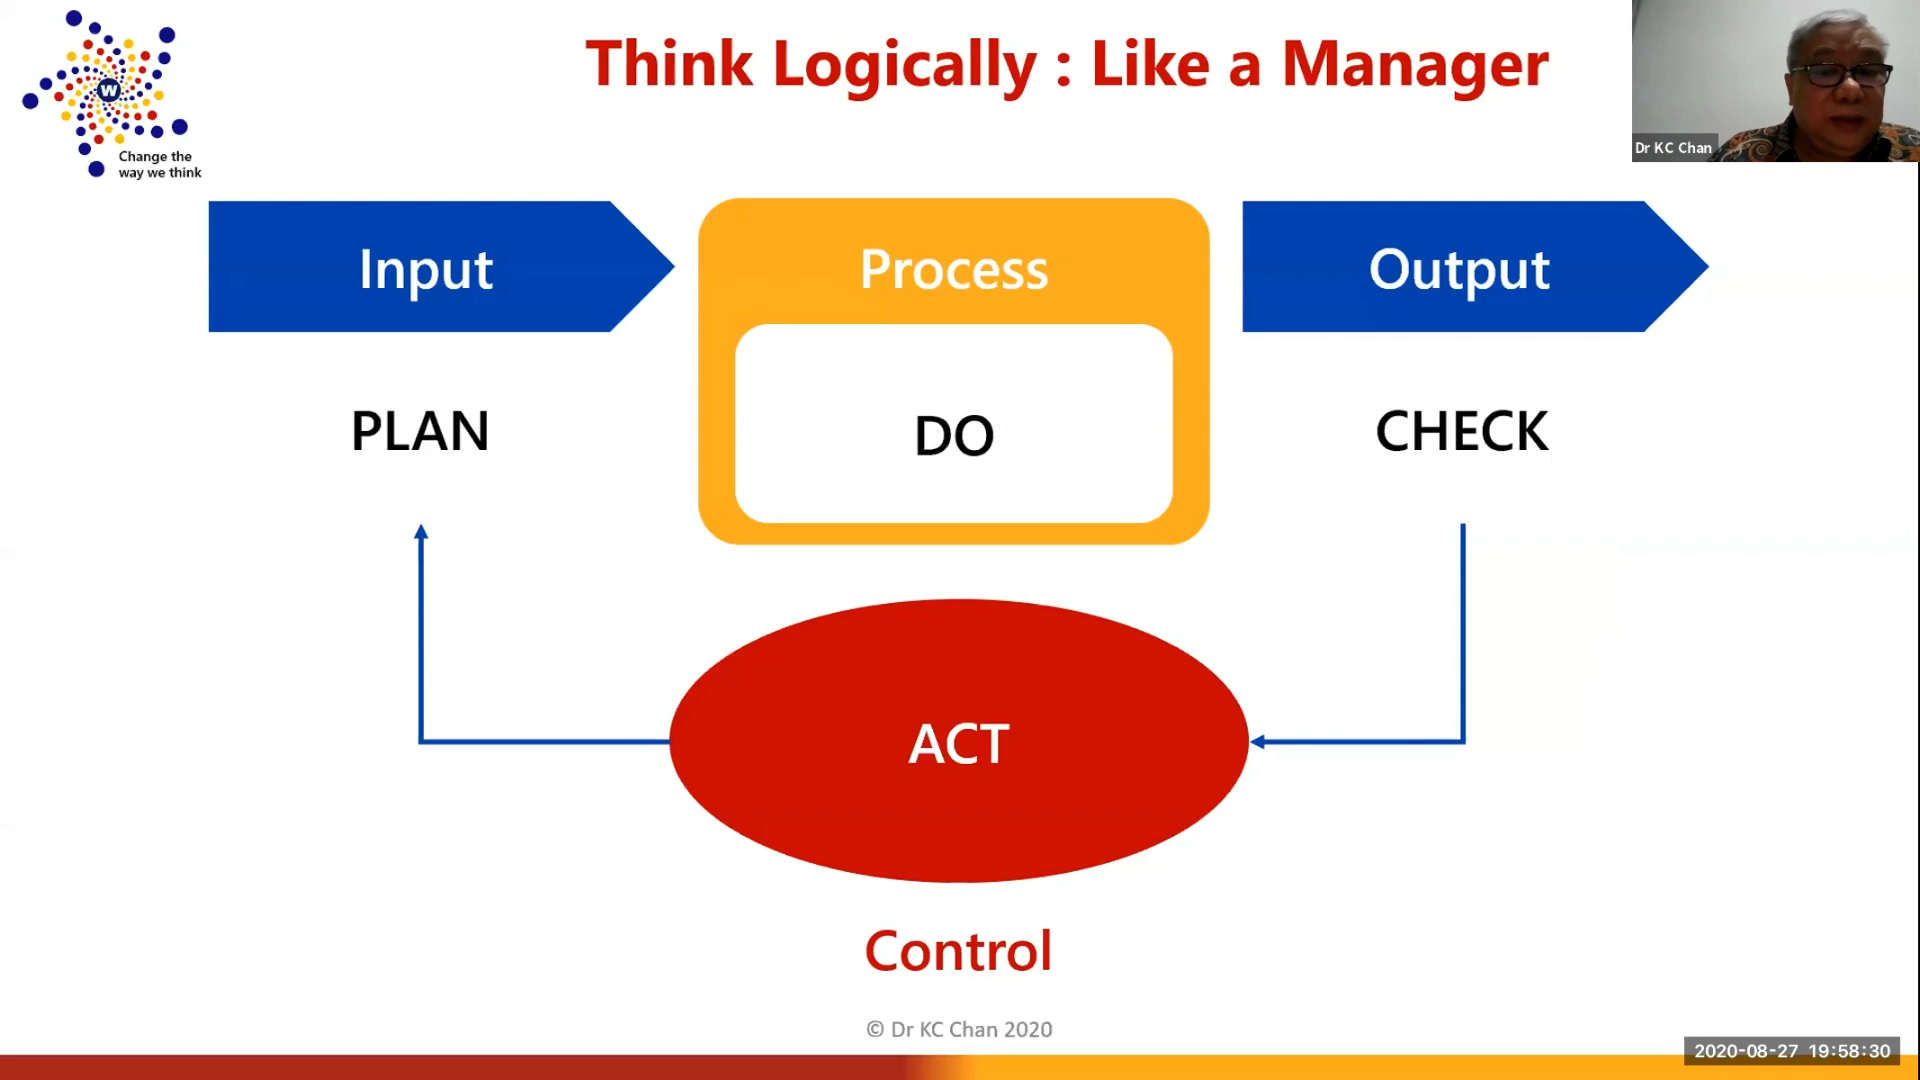 Think Logically : Like a Manager
W
Change the
way we think
Dr KC Chan
Input
Process
Output
PLAN
DO
CHECK
ACT
Control
© Dr KC Chan 2020
2020-08-27 19:58:30